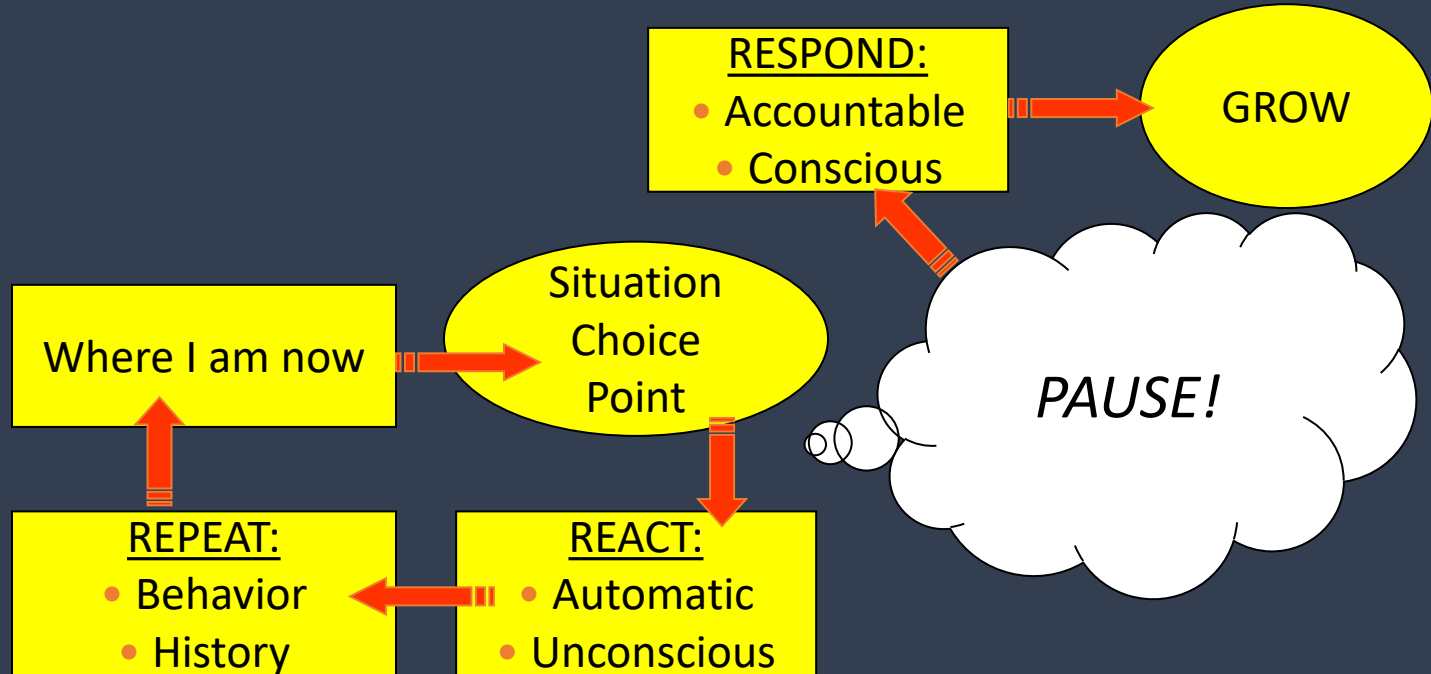 RESPOND:
• Accountable
• Conscious
GROW
Where I am now
Situation
Choice
Point
PAUSE!
REPEAT:
• Behavior
• History
REACT:
• Automatic
• Unconscious